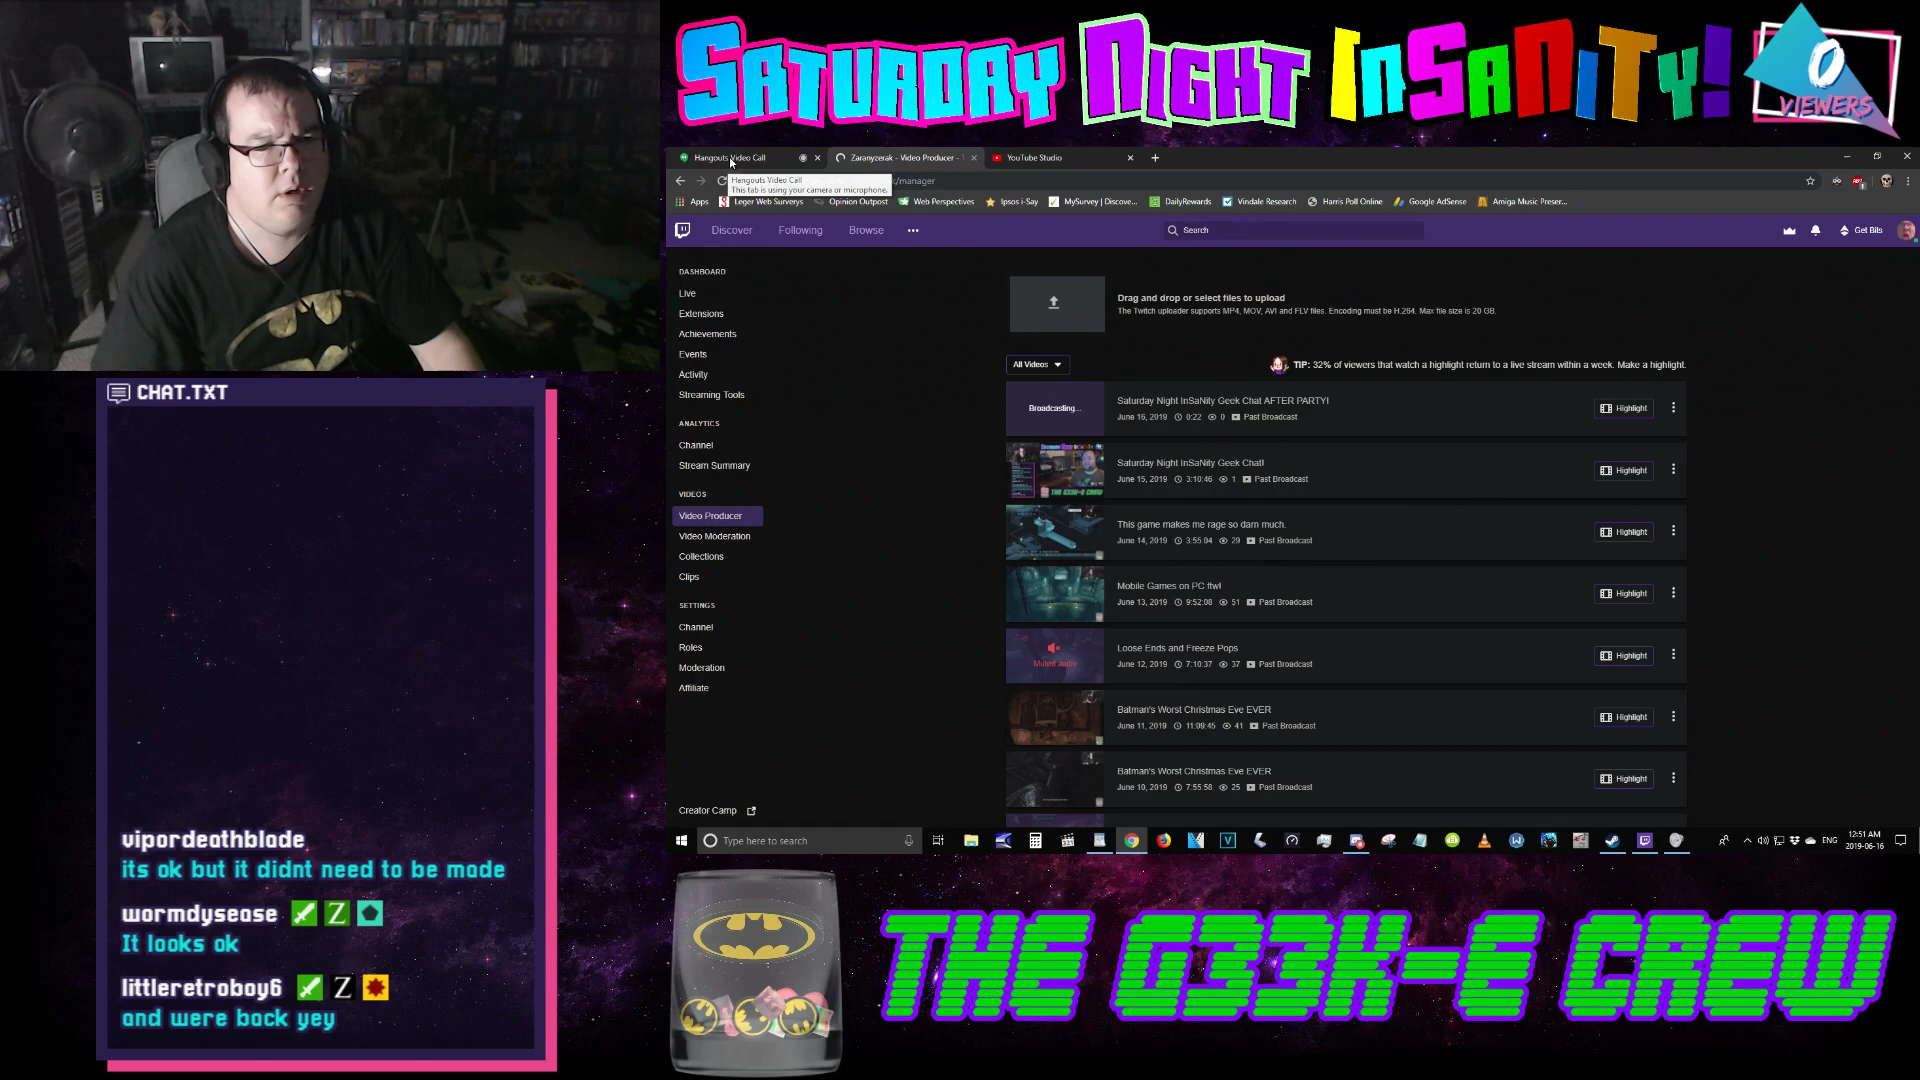 SATURDAY NIGHT INSANITY!
0
VIEWERS
Hangouts Video Call
Zaranyzerak - Video Producer -
YouTube Studio
Hangouts Video Call
This tab is using your camera or microphone.
/manager
Apps
Leger Web Surverys
Opinion Outpost
Web Perspectives
Ipsos i-Say
MySurvey | Discove...
DailyRewards
Vindale Research
Harris Poll Online
Google AdSense
Amiga Music Preser...
Discover
Following
Browse
Search
Get Bits
DASHBOARD
Live
Extensions
Achievements
Events
Activity
Streaming Tools
ANALYTICS
Channel
Stream Summary
VIDEOS
Video Producer
Video Moderation
Collections
Clips
SETTINGS
Channel
Roles
Moderation
Affiliate
Creator Camp
Drag and drop or select files to upload
The Twitch uploader supports MP4, MOV, AVI and FLV files. Encoding must be H.264. Max file size is 20 GB.
All Videos
TIP: 32% of viewers that watch a highlight return to a live stream within a week. Make a highlight.
Broadcasting...
Saturday Night InSaNity Geek Chat AFTER PARTY!
June 16, 2019 0:22 0 Past Broadcast
Highlight
Saturday Night InSaNity Geek Chat!
June 15, 2019 3:10:46 1 Past Broadcast
Highlight
This game makes me rage so darn much.
June 14, 2019 3:55:04 29 Past Broadcast
Highlight
Mobile Games on PC ftw!
June 13, 2019 9:52:08 51 Past Broadcast
Highlight
Muted audio
Loose Ends and Freeze Pops
June 12, 2019 7:10:37 37 Past Broadcast
Highlight
Batman's Worst Christmas Eve EVER
June 11, 2019 11:09:45 41 Past Broadcast
Highlight
Batman's Worst Christmas Eve EVER
June 10, 2019 7:55:58 25 Past Broadcast
Highlight
Type here to search
ENG
12:51 AM
2019-06-16
CHAT.TXT
vipordeathblade
its ok but it didnt need to be made
wormdysease
It looks ok
littleretroboy6
and were back yey
THE G33K-E CREW